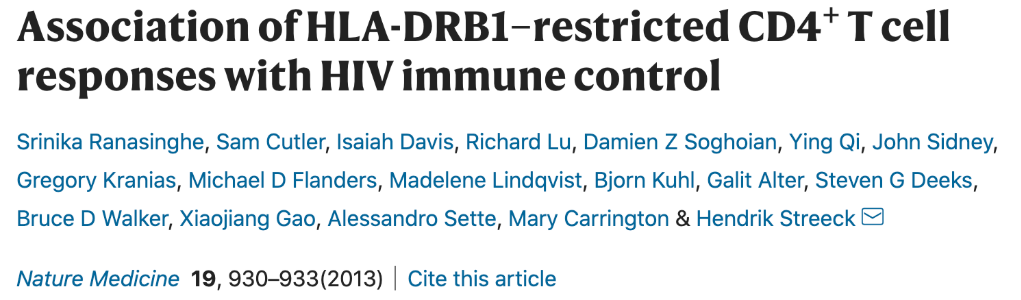 Association of HLA-DRB1–restricted CD4⁺ T cell
responses with HIV immune control
Srinika Ranasinghe, Sam Cutler, Isaiah Davis, Richard Lu, Damien Z Soghoian, Ying Qi, John Sidney,
Gregory Kranias, Michael D Flanders, Madelene Lindqvist, Bjorn Kuhl, Galit Alter, Steven G Deeks,
Bruce D Walker, Xiaojiang Gao, Alessandro Sette, Mary Carrington & Hendrik Streeck
Nature Medicine 19, 930–933(2013) | Cite this article